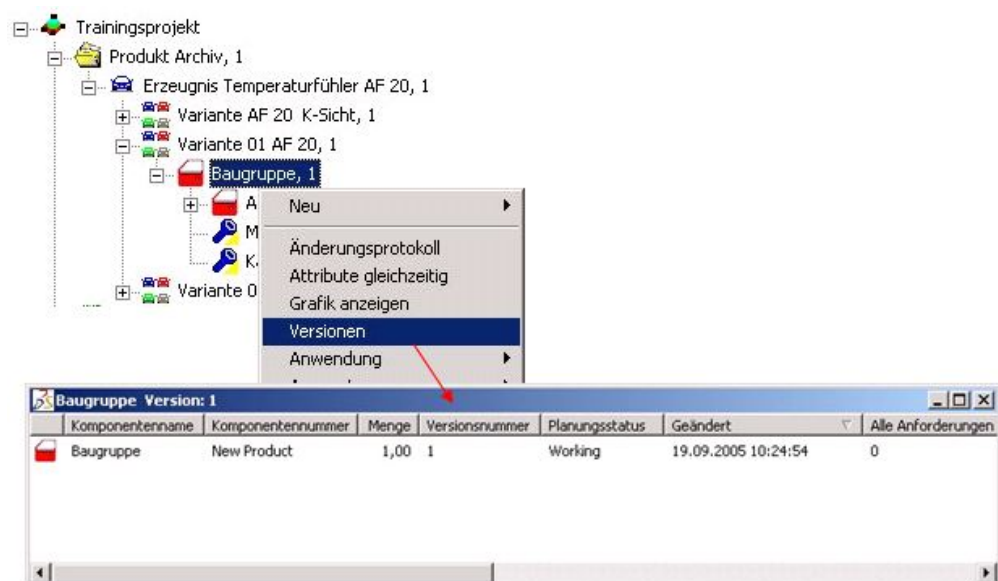 Trainingsprojekt
Produkt Archiv, 1
Erzeugnis Temperaturfühler AF 20, 1
Variante AF 20 K-Sicht, 1
Variante 01 AF 20, 1
Baugruppe, 1
A
M
K
Variante 0
Neu
Änderungsprotokoll
Attribute gleichzeitig
Grafik anzeigen
Versionen
Anwendung
Baugruppe Version: 1
Komponentenname Komponentennummer Menge Versionsnummer Planungsstatus Geändert Alle Anforderungen
Baugruppe New Product 1,00 1 Working 19.09.2005 10:24:54 0